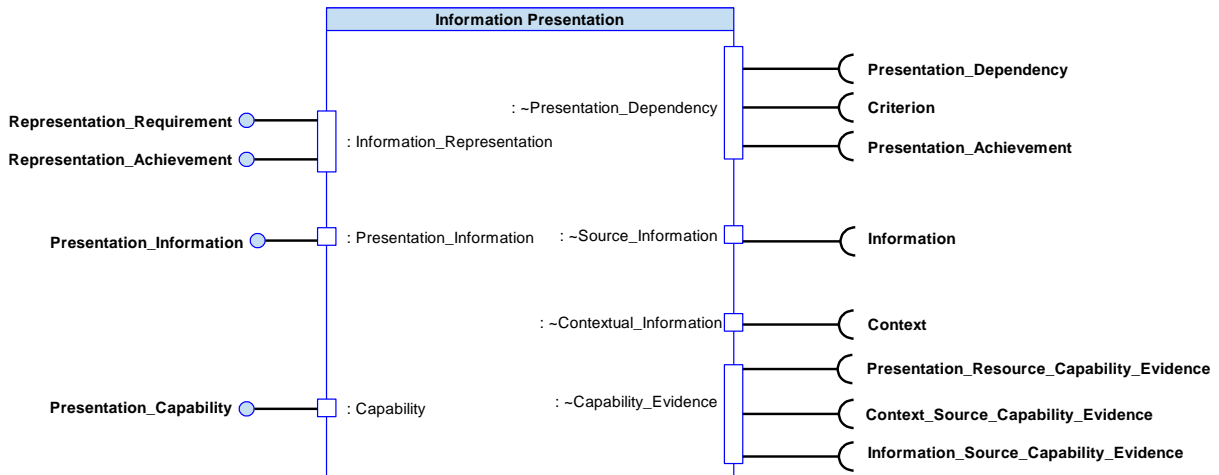 Information Presentation
Presentation_Dependency
: ~Presentation_Dependency
Criterion
Representation_Requirement
: Information_Representation
Presentation_Achievement
Representation_Achievement
Presentation_Information
: Presentation_Information
: ~Source_Information
Information
: ~Contextual_Information
Context
Presentation_Resource_Capability_Evidence
Presentation_Capability
: Capability
: ~Capability_Evidence
Context_Source_Capability_Evidence
Information_Source_Capability_Evidence